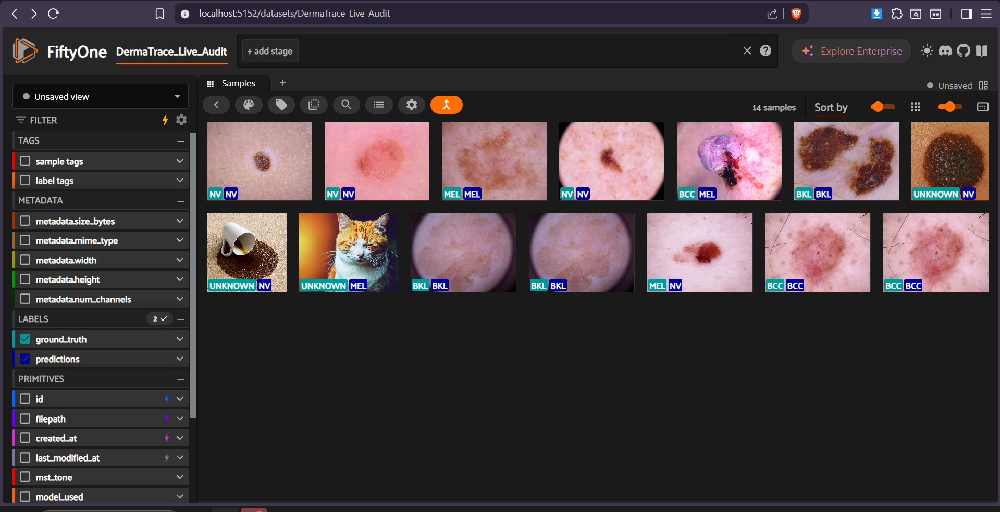 localhost:5152/datasets/DermaTrace_Live_Audit
FiftyOne
DermaTrace_Live_Audit
+ add stage
Explore Enterprise
Samples
Unsaved
Unsaved view
14 samples
Sort by
FILTER
TAGS
sample tags
label tags
METADATA
metadata.size_bytes
metadata.mime_type
metadata.width
metadata.height
metadata.num_channels
LABELS
2
ground_truth
predictions
PRIMITIVES
id
filepath
created_at
last_modified_at
mst_tone
model_used
NV NV
NV NV
MEL MEL
NV NV
BCC MEL
BKL BKL
UNKNOWN NV
UNKNOWN NV
UNKNOWN MEL
BKL BKL
BKL BKL
MEL NV
BCC BCC
BCC BCC